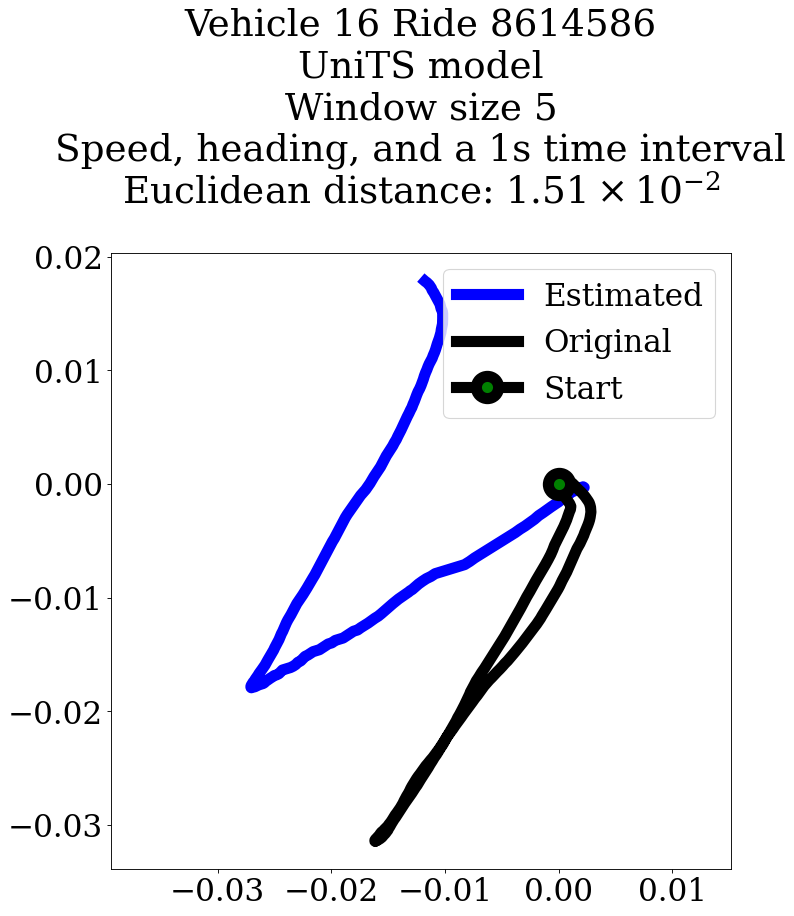 Vehicle 16 Ride 8614586
UniTS model
Window size 5
Speed, heading, and a 1s time interval
Euclidean distance: 1.51 × 10⁻²
0.02
0.01
0.00
−0.01
−0.02
−0.03
Estimated
Original
Start
−0.03 −0.02 −0.01 0.00 0.01